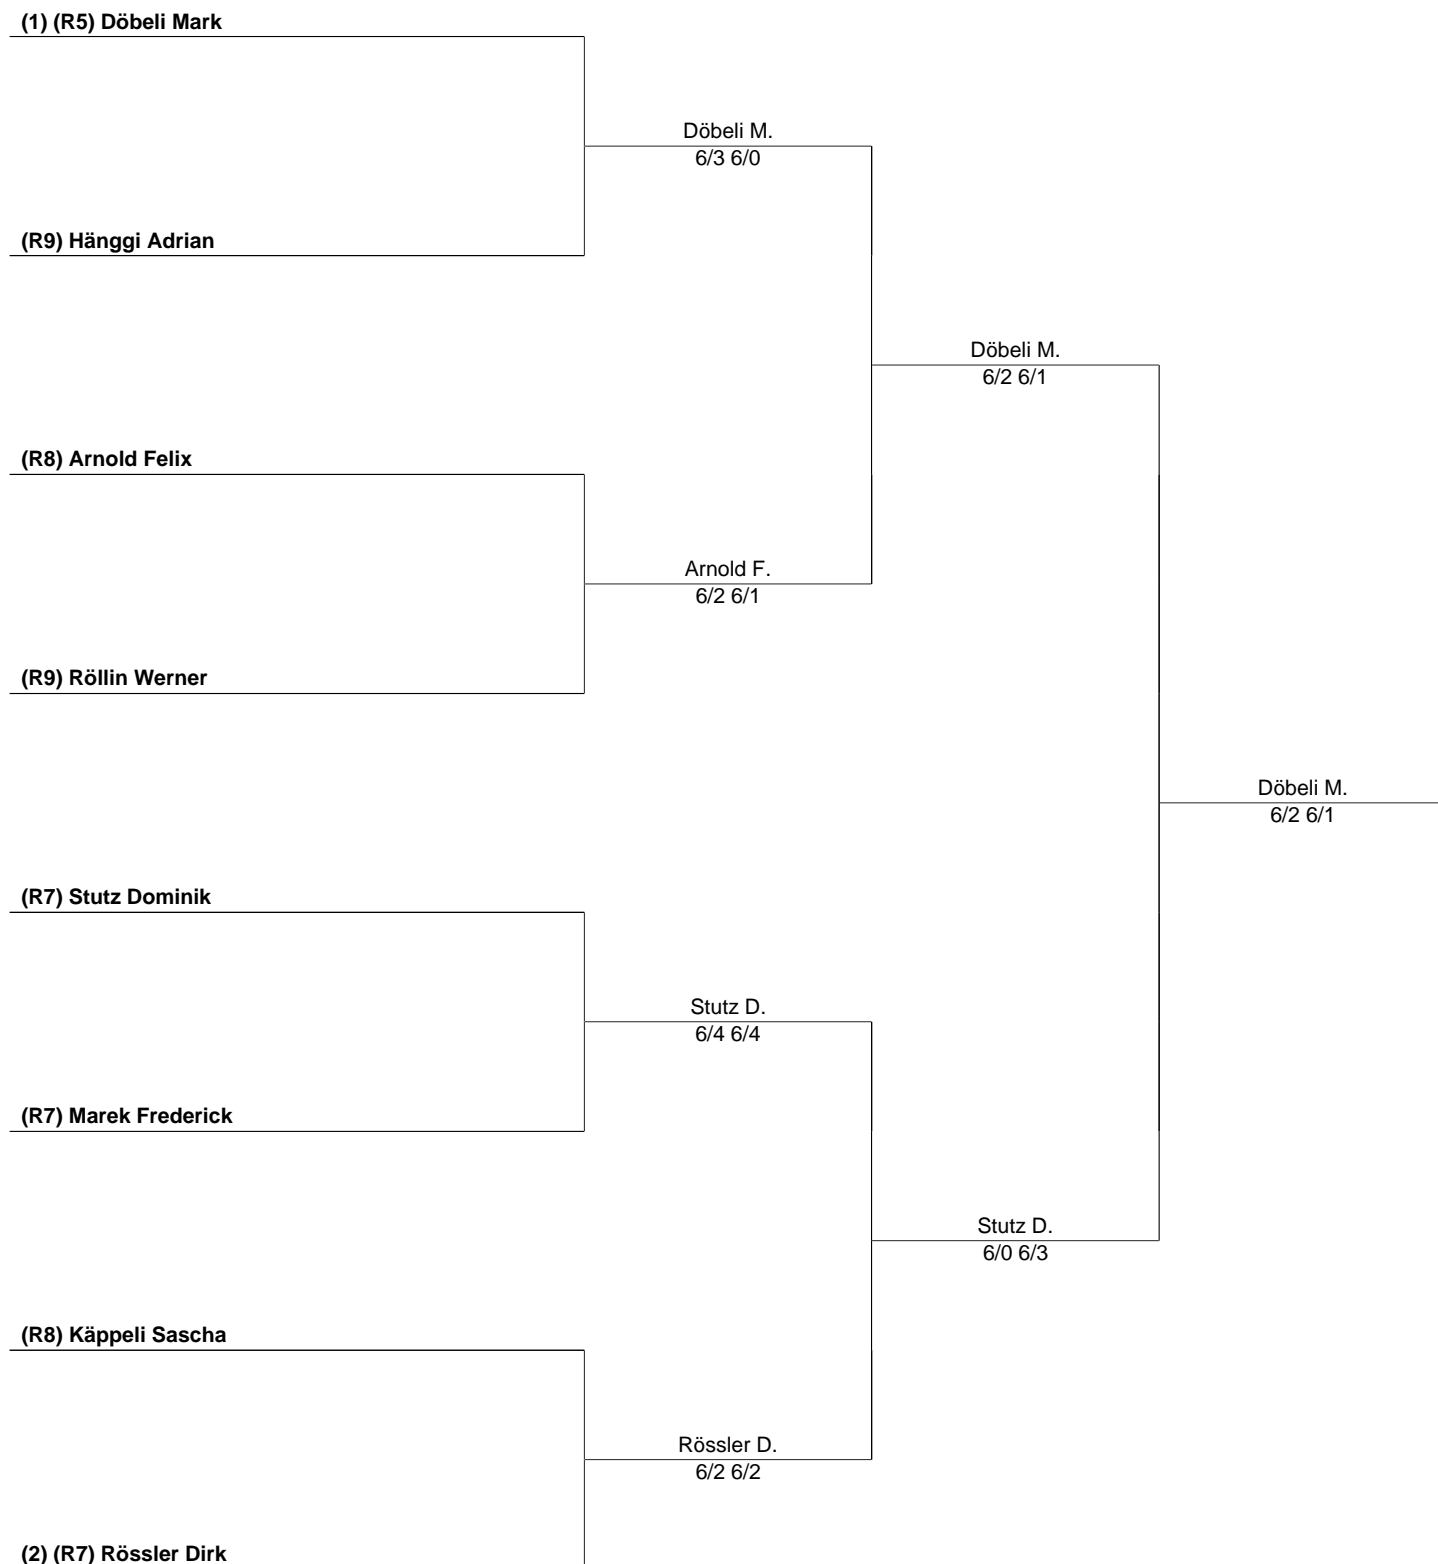 (1) (R5) Döbeli Mark
Döbeli M.
6/3 6/0
(R9) Hänggi Adrian
Döbeli M.
6/2 6/1
(R8) Arnold Felix
Arnold F.
6/2 6/1
(R9) Röllin Werner
Döbeli M.
6/2 6/1
(R7) Stutz Dominik
Stutz D.
6/4 6/4
(R7) Marek Frederick
Stutz D.
6/0 6/3
(R8) Käppeli Sascha
Rössler D.
6/2 6/2
(2) (R7) Rössler Dirk